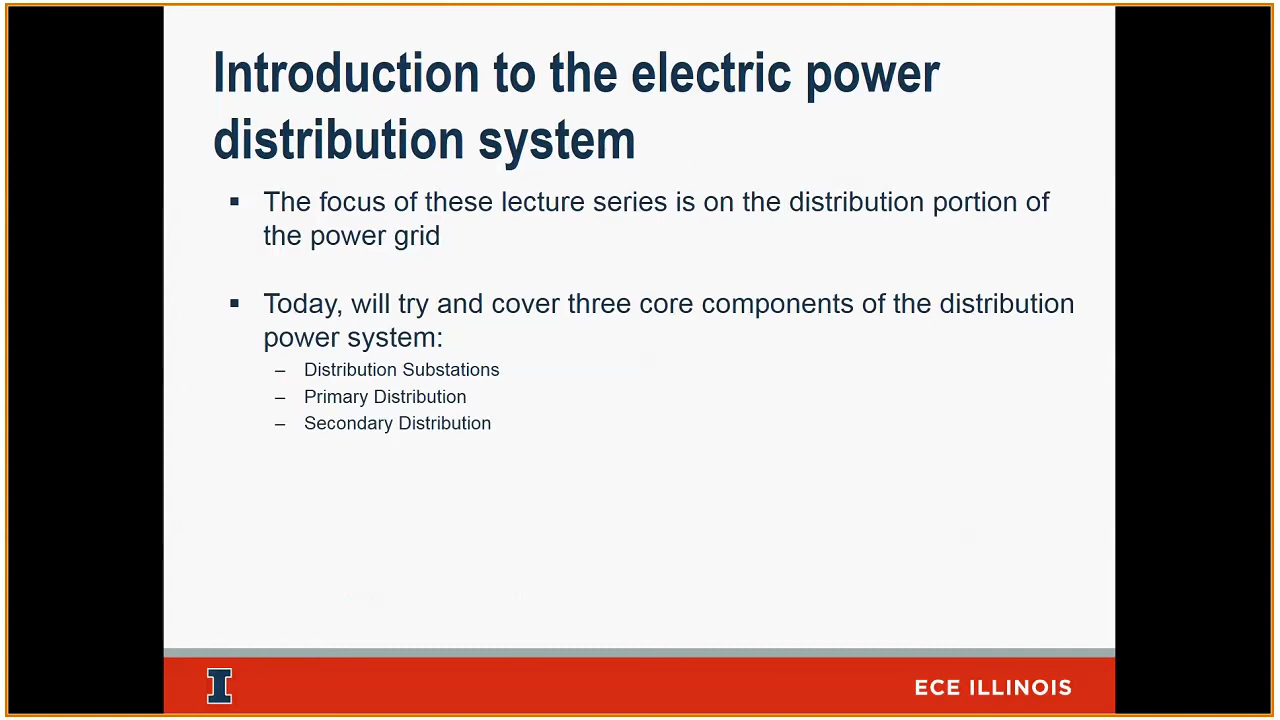 Introduction to the electric power
distribution system
▪ The focus of these lecture series is on the distribution portion of
the power grid
▪ Today, will try and cover three core components of the distribution
power system:
– Distribution Substations
– Primary Distribution
– Secondary Distribution
I
ECE ILLINOIS